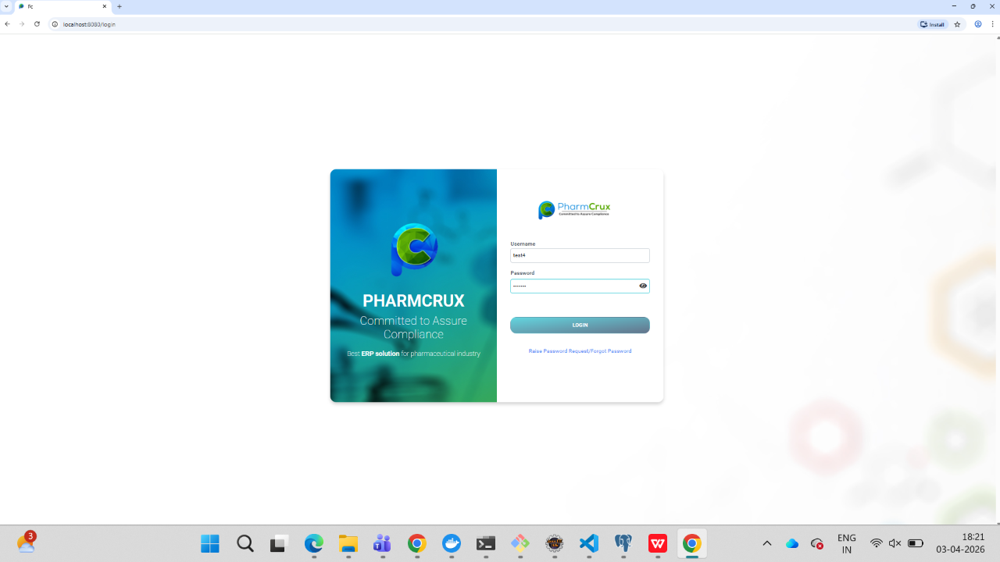 Pc
localhost:8080/login
Install
PHARMCRUX
Committed to Assure
Compliance
Best ERP solution for pharmaceutical industry
PharmCrux
Committed to Assure Compliance
Username
test4
Password
LOGIN
Raise Password Request/Forgot Password
3
ENG
IN
18:21
03-04-2026